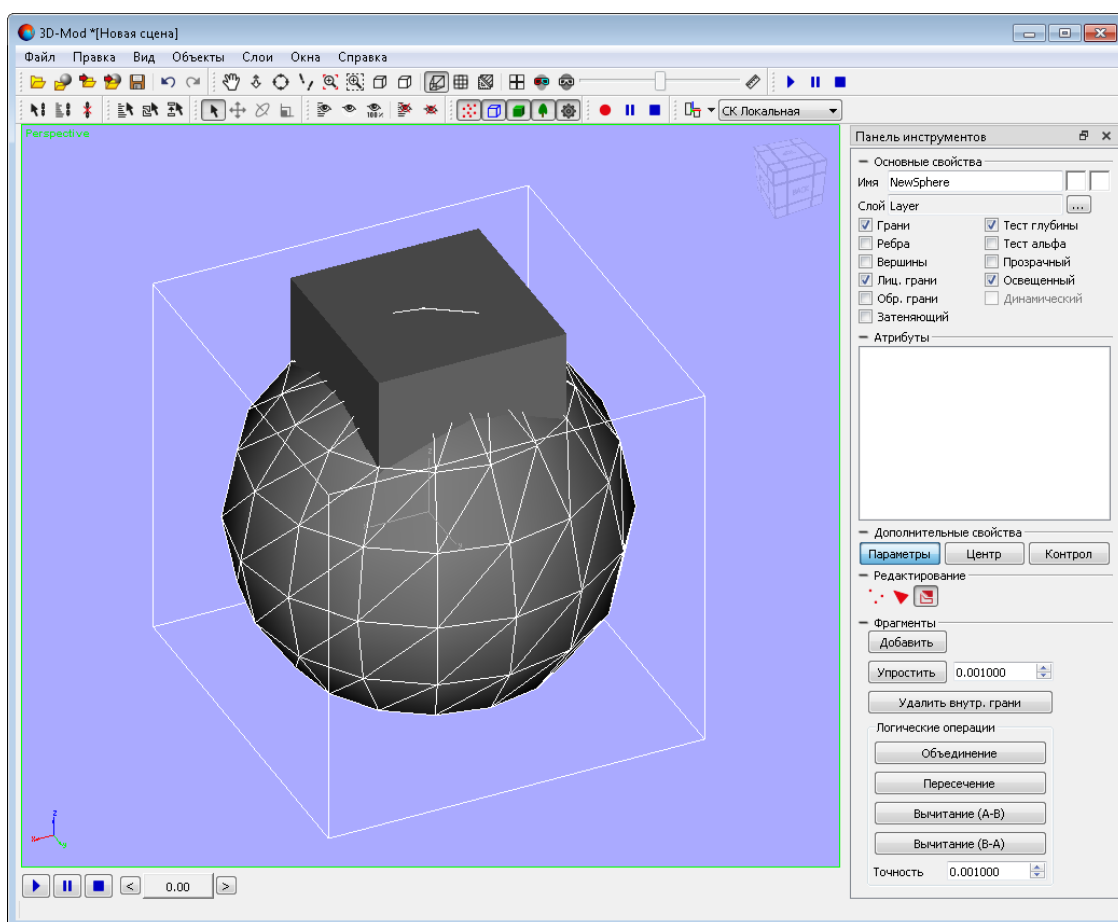 3D-Mod *[Новая сцена]
Файл Правка Вид Объекты Слои Окна Справка
100%
СК Локальная
Perspective
Панель инструментов
Основные свойства
Имя NewSphere
Слой Layer ...
Грани Тест глубины
Ребра Тест альфа
Вершины Прозрачный
Лиц. грани Освещенный
Обр. грани Динамический
Затеняющий
Атрибуты
Дополнительные свойства
Параметры Центр Контрол
Редактирование
Фрагменты
Добавить
Упростить 0.001000
Удалить внутр. грани
Логические операции
Объединение
Пересечение
Вычитание (A-B)
Вычитание (B-A)
Точность 0.001000
z
x
y
< 0.00 >